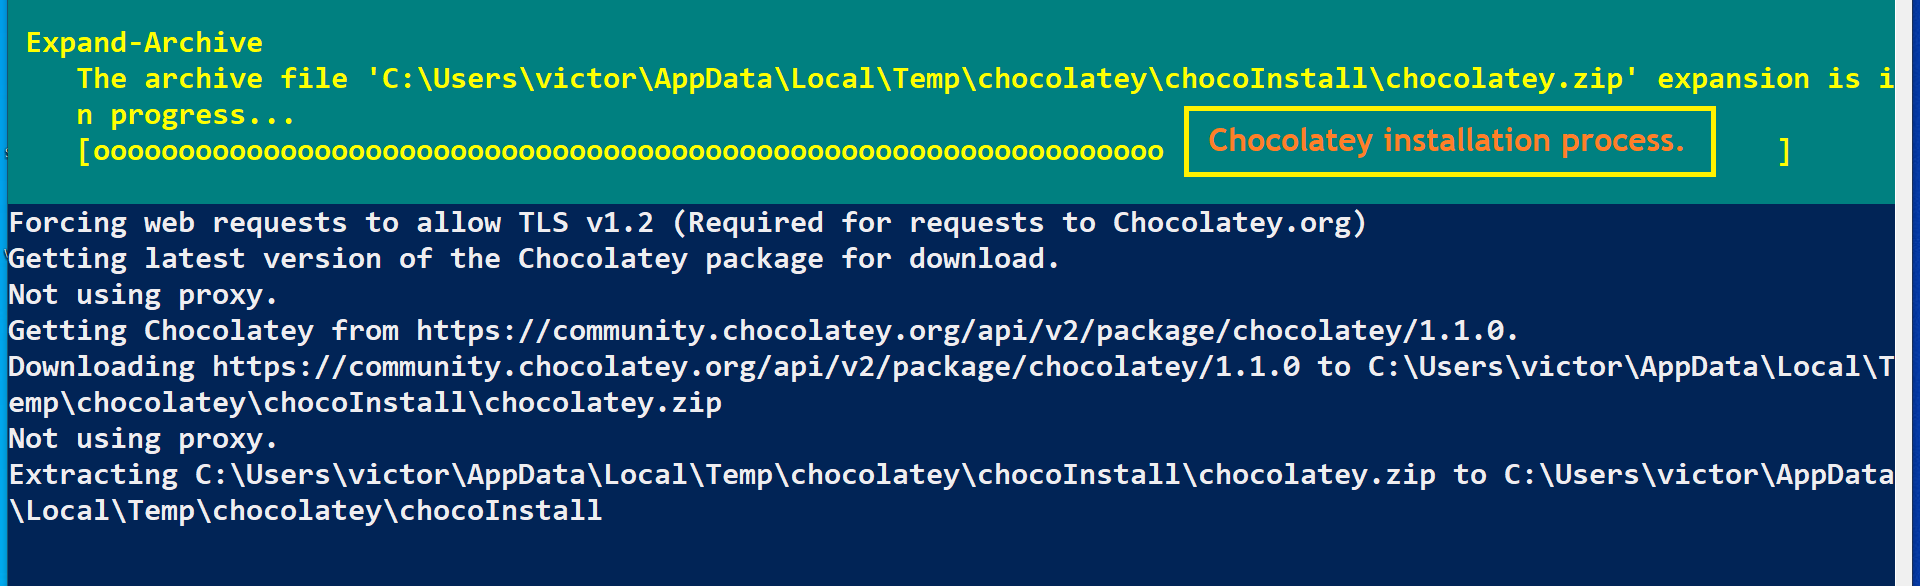 Expand-Archive
The archive file 'C:\Users\victor\AppData\Local\Temp\chocolatey\chocoInstall\chocolatey.zip' expansion is i
n progress...
[ooooooooooooooooooooooooooooooooooooooooooooooooooooooooooooooo ]
Chocolatey installation process.
Forcing web requests to allow TLS v1.2 (Required for requests to Chocolatey.org)
Getting latest version of the Chocolatey package for download.
Not using proxy.
Getting Chocolatey from https://community.chocolatey.org/api/v2/package/chocolatey/1.1.0.
Downloading https://community.chocolatey.org/api/v2/package/chocolatey/1.1.0 to C:\Users\victor\AppData\Local\T
emp\chocolatey\chocoInstall\chocolatey.zip
Not using proxy.
Extracting C:\Users\victor\AppData\Local\Temp\chocolatey\chocoInstall\chocolatey.zip to C:\Users\victor\AppData
\Local\Temp\chocolatey\chocoInstall